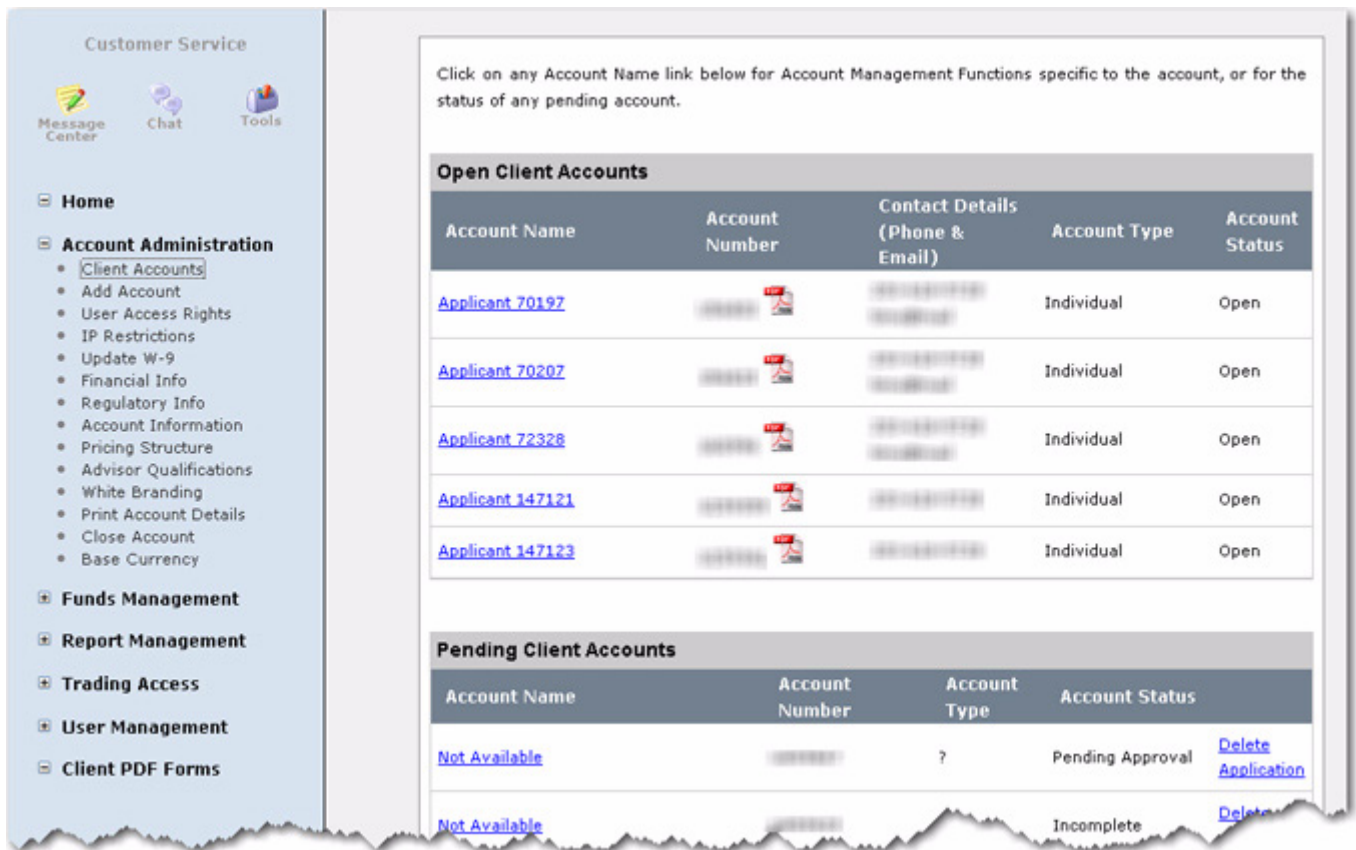 Customer Service
Message
Center
Chat
Tools
Home
Account Administration
Client Accounts
Add Account
User Access Rights
IP Restrictions
Update W-9
Financial Info
Regulatory Info
Account Information
Pricing Structure
Advisor Qualifications
White Branding
Print Account Details
Close Account
Base Currency
Funds Management
Report Management
Trading Access
User Management
Client PDF Forms
Click on any Account Name link below for Account Management Functions specific to the account, or for the
status of any pending account.
Open Client Accounts
Account Name Account Number Contact Details (Phone & Email) Account Type Account Status
Applicant 70197 Individual Open
Applicant 70207 Individual Open
Applicant 72328 Individual Open
Applicant 147121 Individual Open
Applicant 147123 Individual Open
Pending Client Accounts
Account Name Account Number Account Type Account Status
Not Available ? Pending Approval Delete Application
Not Available Incomplete